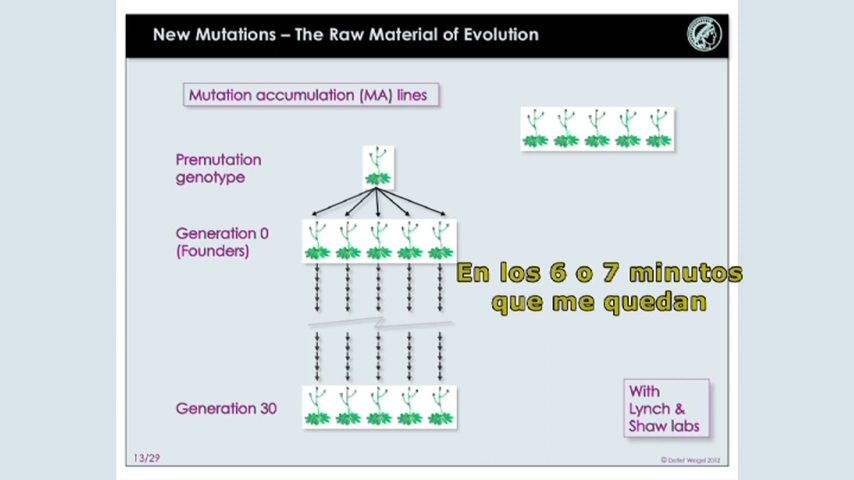 New Mutations – The Raw Material of Evolution
Mutation accumulation (MA) lines
Premutation
genotype
Generation 0
(Founders)
En los 6 o 7 minutos
que me quedan
Generation 30
With
Lynch &
Shaw labs
13/29
© Detlef Weigel 2012